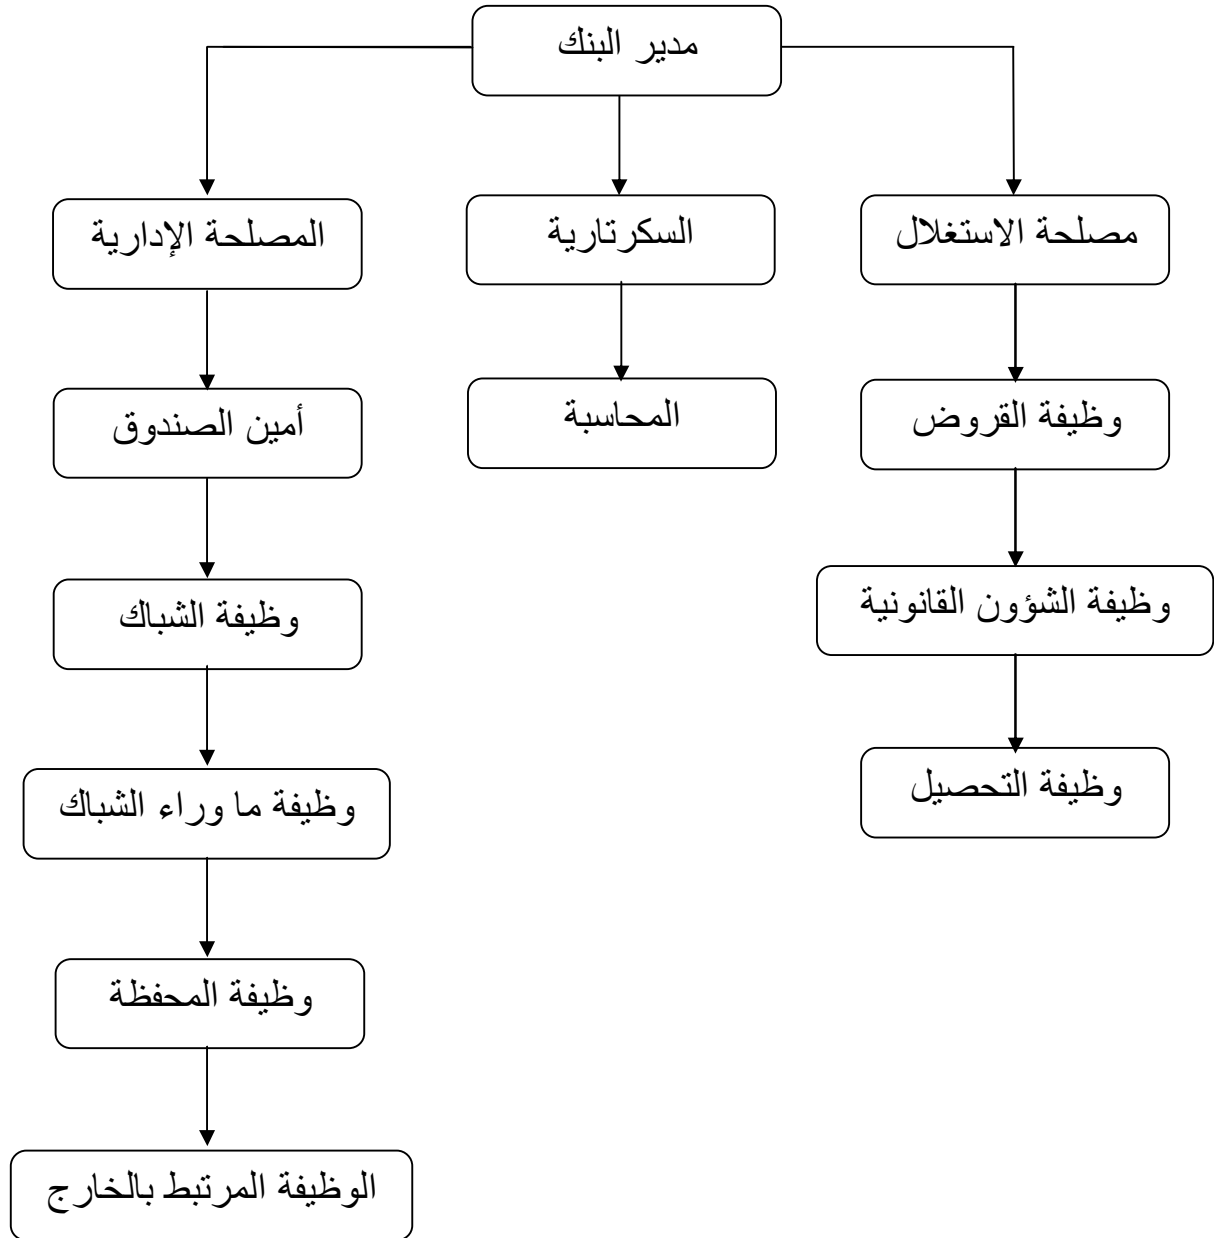 مدير البنك
مصلحة الاستغلال
السكرتارية
المصلحة الإدارية
وظيفة القروض
المحاسبة
أمين الصندوق
وظيفة الشؤون القانونية
وظيفة الشباك
وظيفة التحصيل
وظيفة ما وراء الشباك
وظيفة المحفظة
الوظيفة المرتبط بالخارج